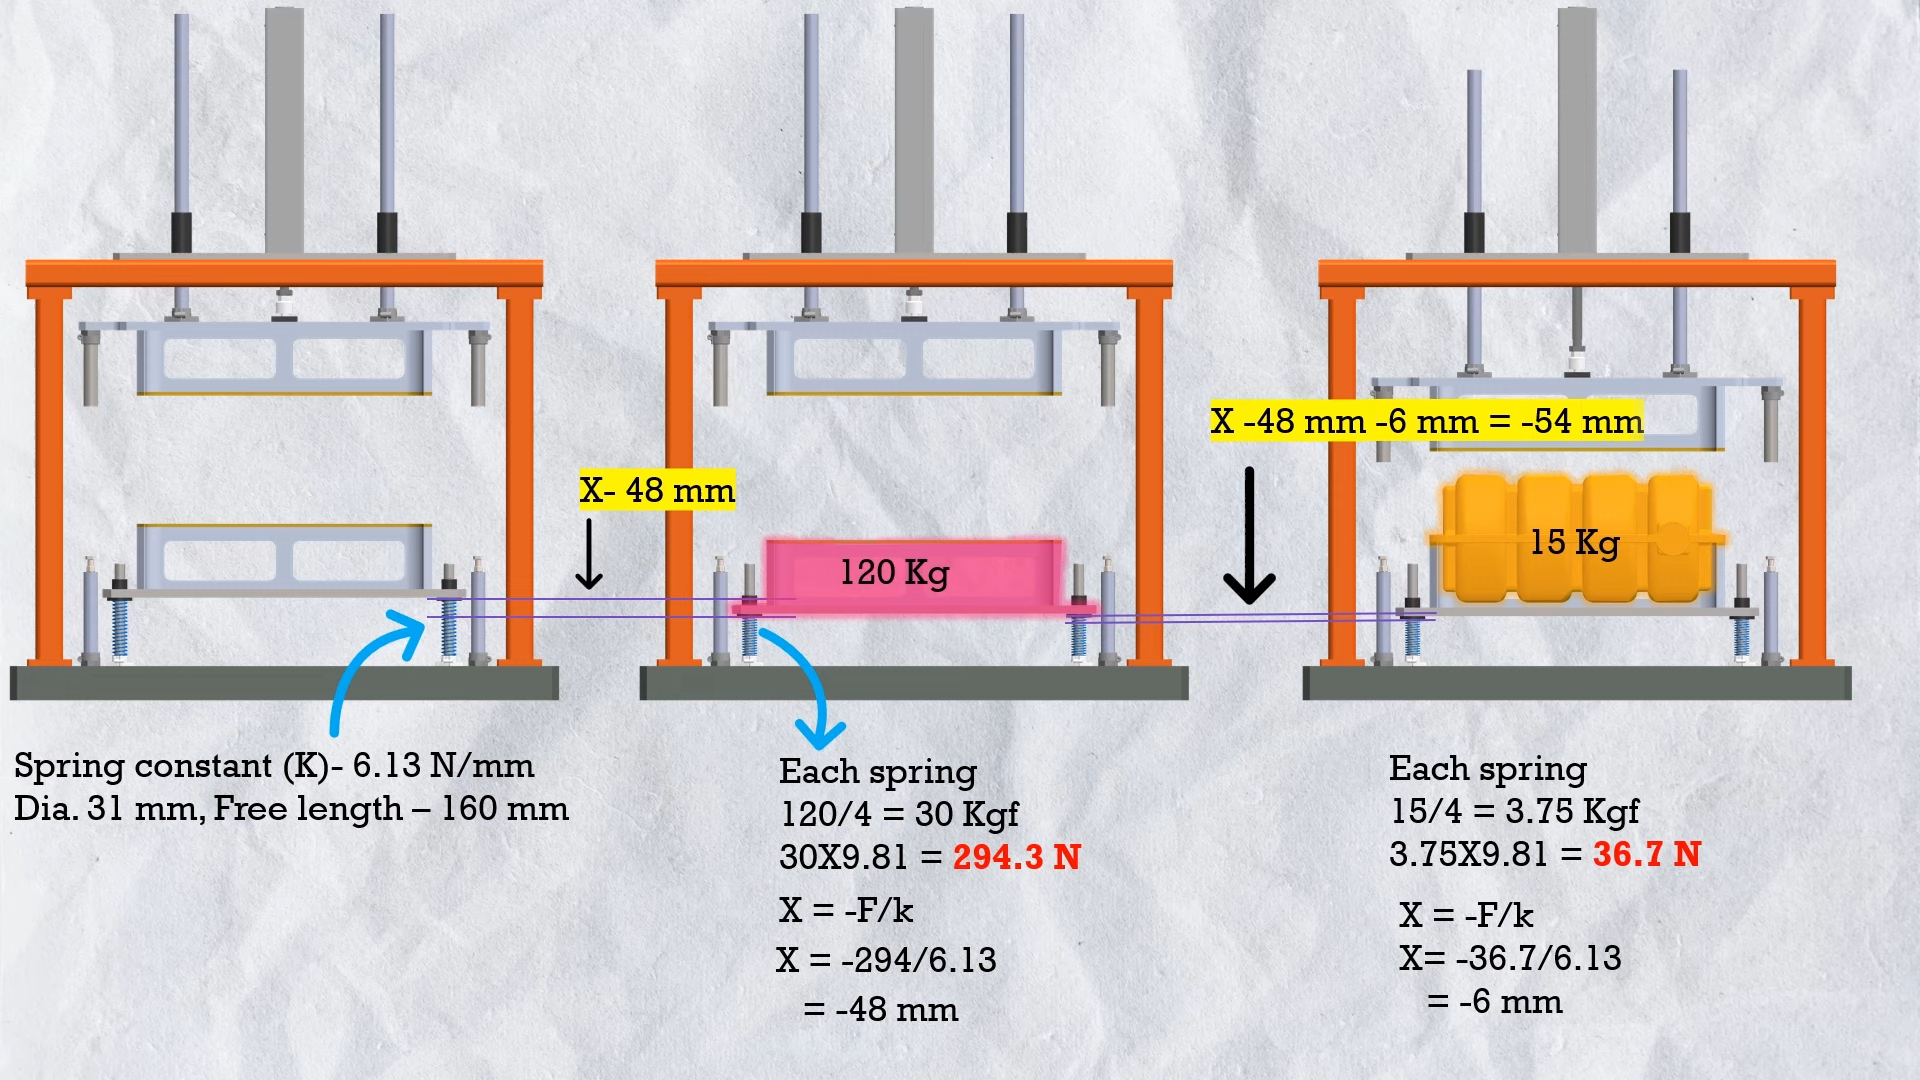 X -48 mm -6 mm = -54 mm
X- 48 mm
120 Kg
15 Kg
Spring constant (K)- 6.13 N/mm
Dia. 31 mm, Free length – 160 mm
Each spring
120/4 = 30 Kgf
30X9.81 = 294.3 N
X = -F/k
X = -294/6.13
= -48 mm
Each spring
15/4 = 3.75 Kgf
3.75X9.81 = 36.7 N
X = -F/k
X= -36.7/6.13
= -6 mm